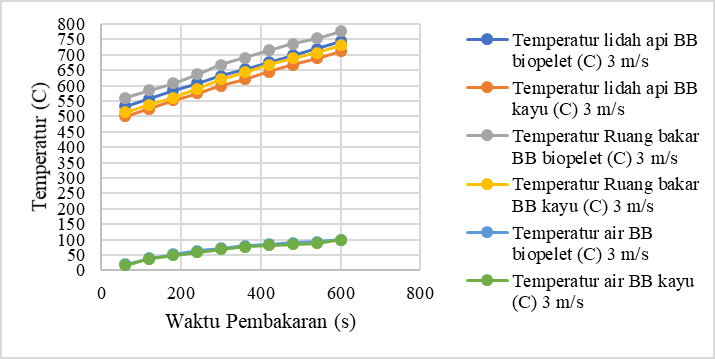 800
750
700
650
600
550
500
450
400
350
300
250
200
150
100
50
0
Temperatur (C)
0 200 400 600 800
Waktu Pembakaran (s)
Temperatur lidah api BB
biopelet (C) 3 m/s
Temperatur lidah api BB
kayu (C) 3 m/s
Temperatur Ruang bakar
BB biopelet (C) 3 m/s
Temperatur Ruang bakar
BB kayu (C) 3 m/s
Temperatur air BB
biopelet (C) 3 m/s
Temperatur air BB kayu
(C) 3 m/s